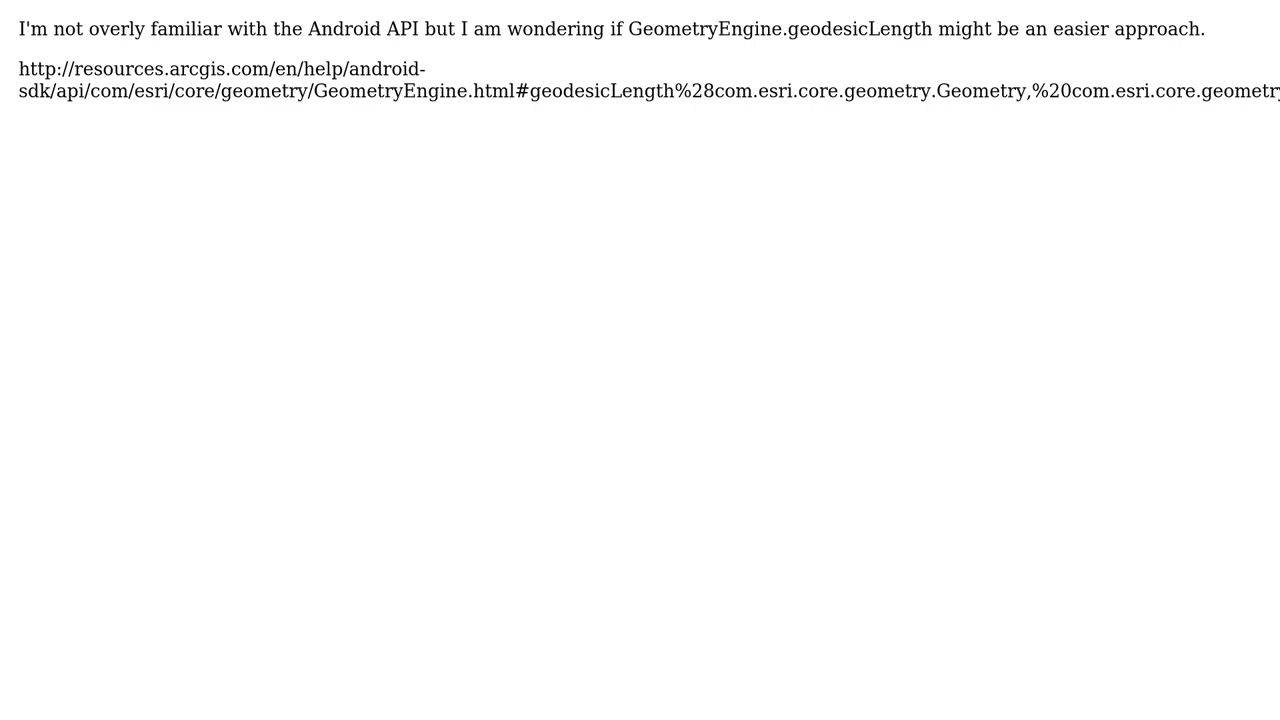 I'm not overly familiar with the Android API but I am wondering if GeometryEngine.geodesicLength might be an easier approach.
http://resources.arcgis.com/en/help/android-
sdk/api/com/esri/core/geometry/GeometryEngine.html#geodesicLength%28com.esri.core.geometry.Geometry,%20com.esri.core.geometry